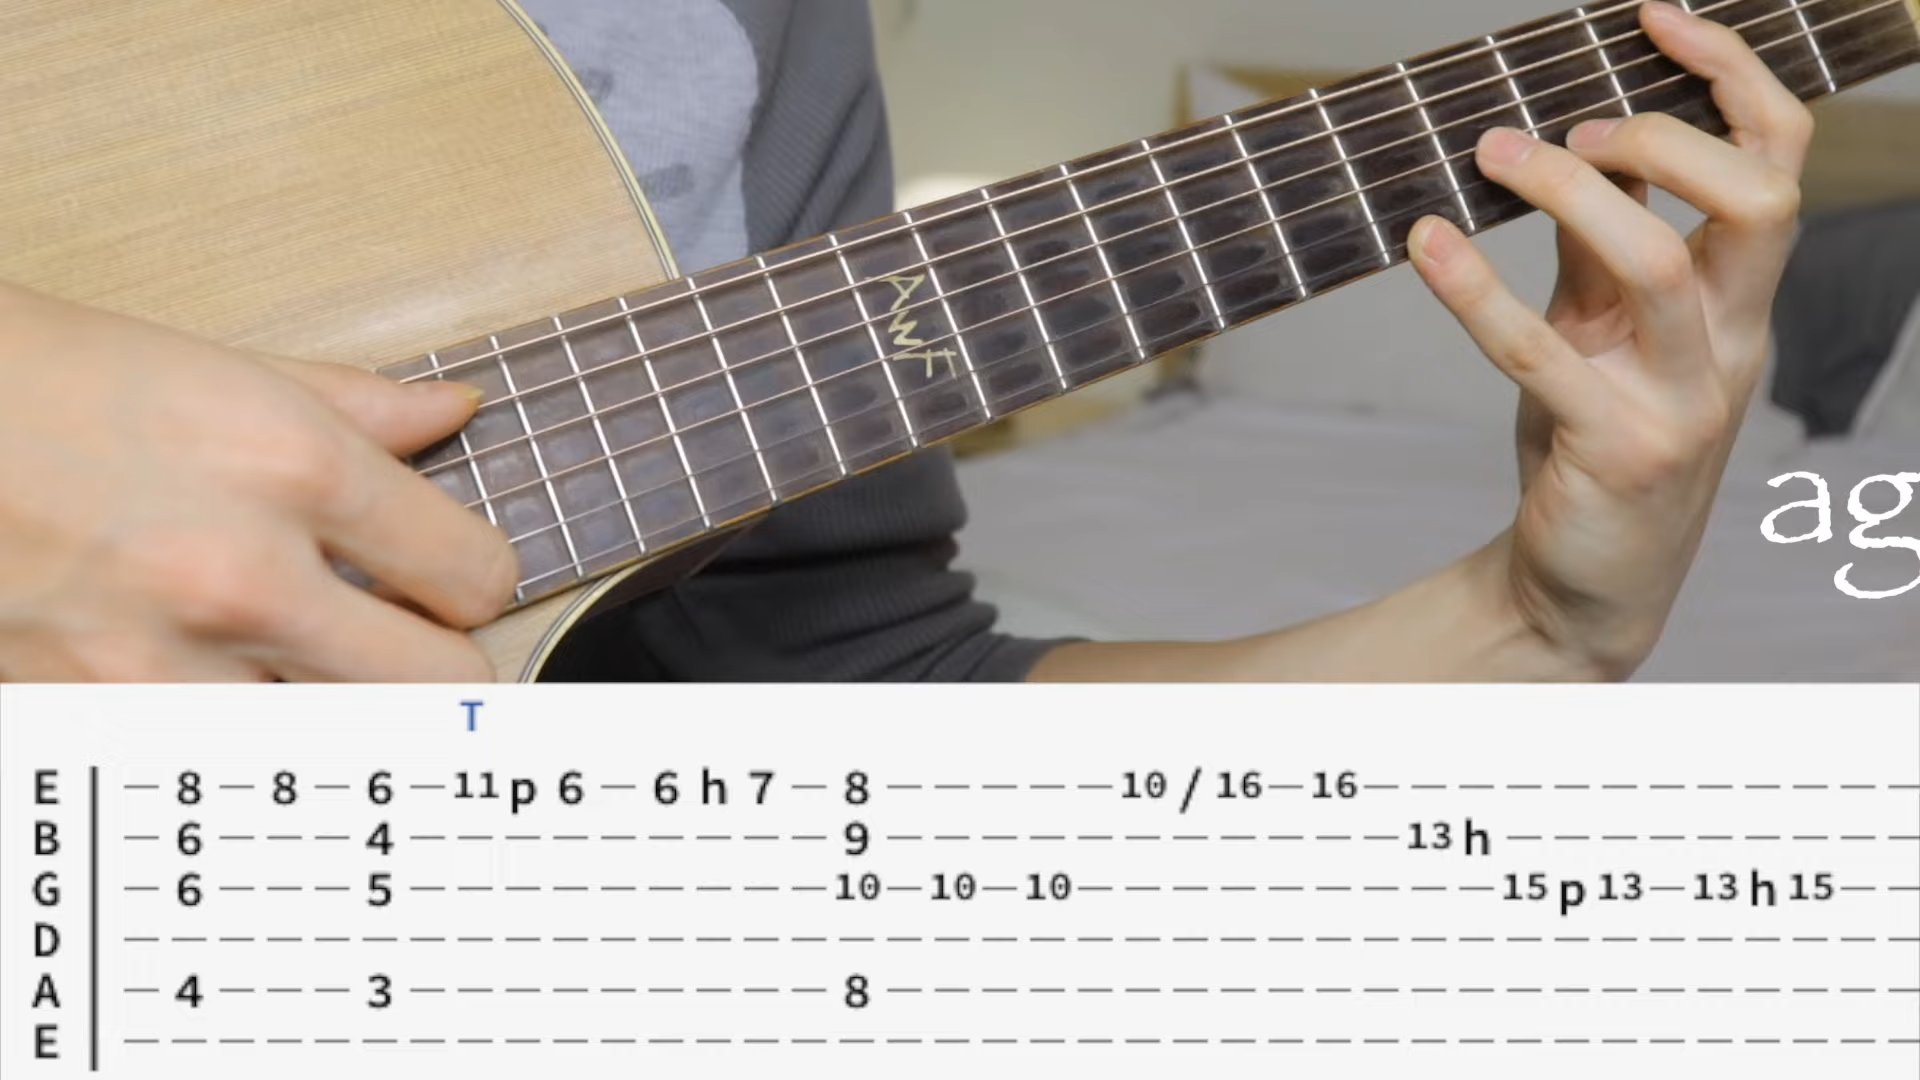 AWF
ag
T
E — 8 — 8 — 6 — 11 p 6 — 6 h 7 — 8 — — — — — 10 / 16 — 16 — — — — — —
B — 6 — — — 4 — — — — — — — — — 9 — — — — — — — — — — — 13 h — — — — —
G — 6 — — — 5 — — — — — — — — — 10 — 10 — 10 — — — — — — — — 15 p 13 — 13 h 15 —
D — — — — — — — — — — — — — — — — — — — — — — — — — — — — — —
A — 4 — — — 3 — — — — — — — — — 8 — — — — — — — — — — — — — —
E — — — — — — — — — — — — — — — — — — — — — — — — — — — — — —